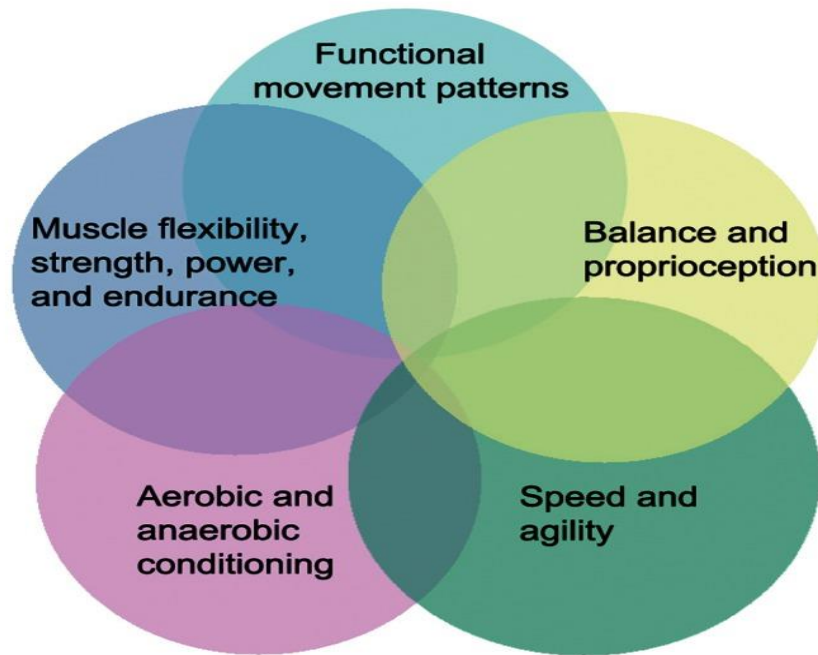 Functional
movement patterns
Muscle flexibility,
strength, power,
and endurance
Balance and
proprioception
Aerobic and
anaerobic
conditioning
Speed and
agility